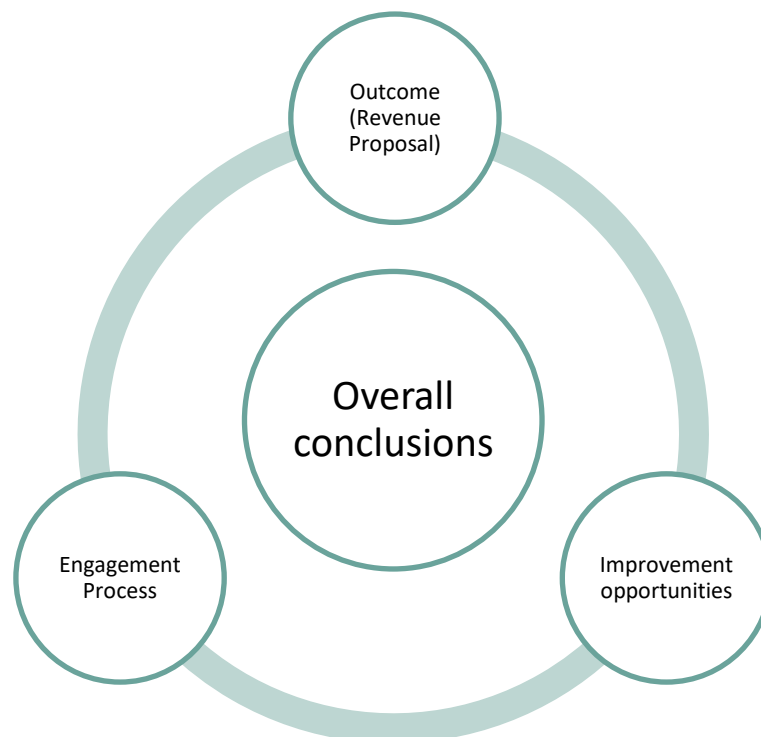 Outcome
(Revenue
Proposal)
Overall
conclusions
Engagement
Process
Improvement
opportunities